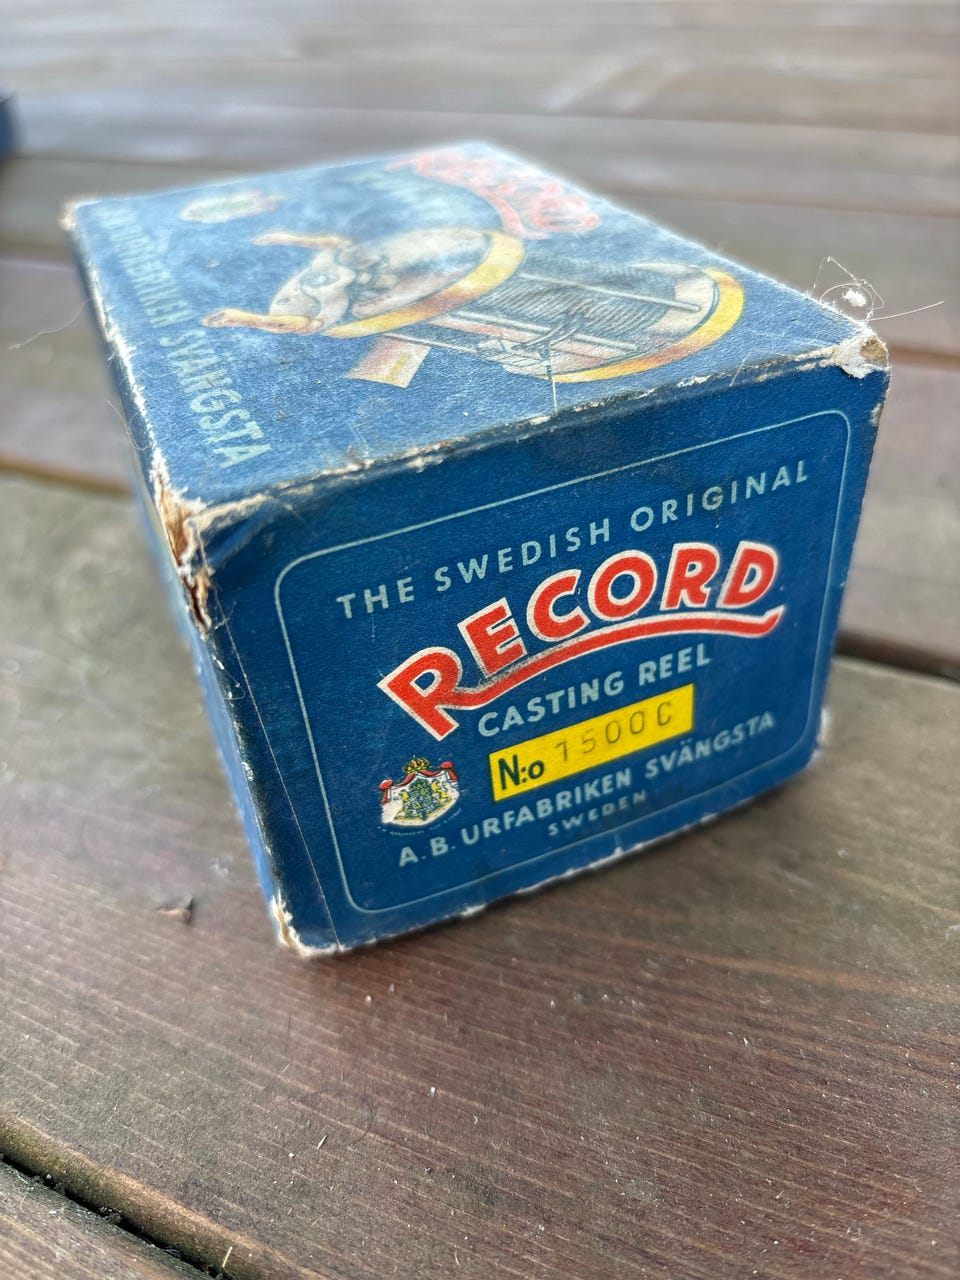 RECORD
URFABRIKEN SVÄNGSTA
THE SWEDISH ORIGINAL
RECORD
CASTING REEL
N:o 1500C
A.B. URFABRIKEN SVÄNGSTA
SWEDEN